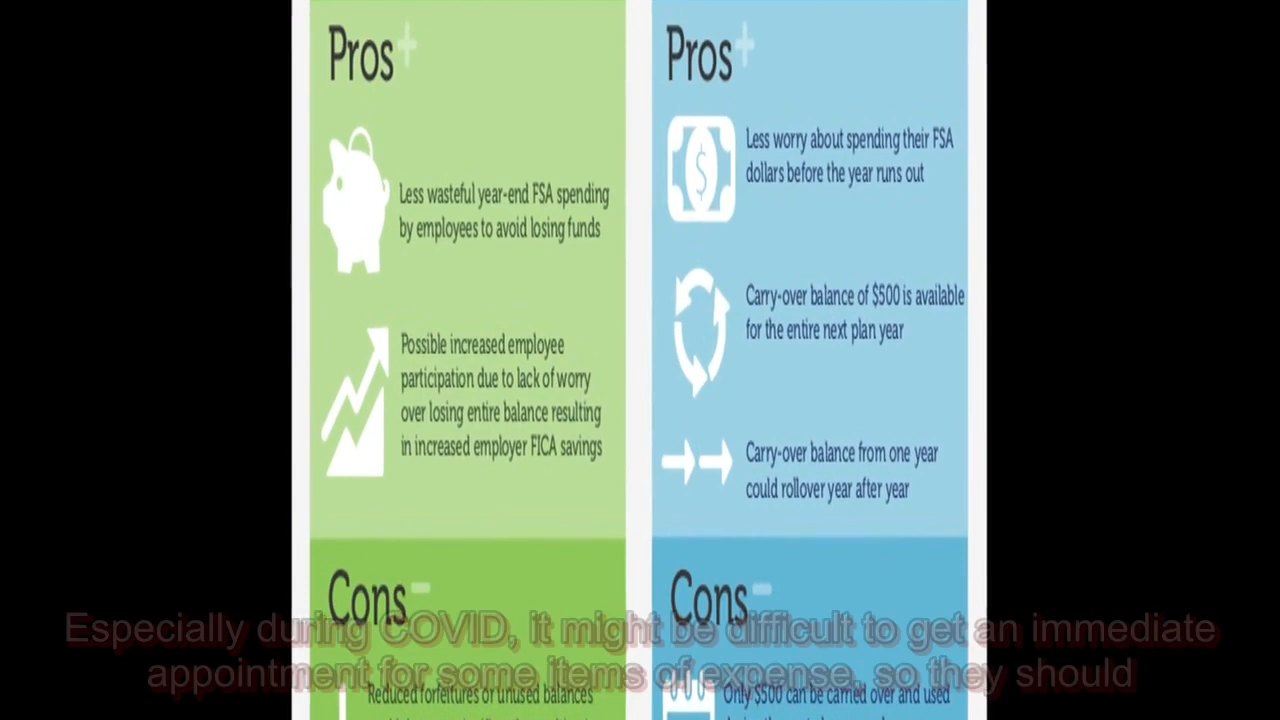 Pros+
Less wasteful year-end FSA spending
by employees to avoid losing funds
Possible increased employee
participation due to lack of worry
over losing entire balance resulting
in increased employer FICA savings
Cons-
Reduced forfeitures or unused balances
Pros+
Less worry about spending their FSA
dollars before the year runs out
Carry-over balance of $500 is available
for the entire next plan year
Carry-over balance from one year
could rollover year after year
Cons-
Only $500 can be carried over and used
Especially during COVID, it might be difficult to get an immediate
appointment for some items of expense, so they should